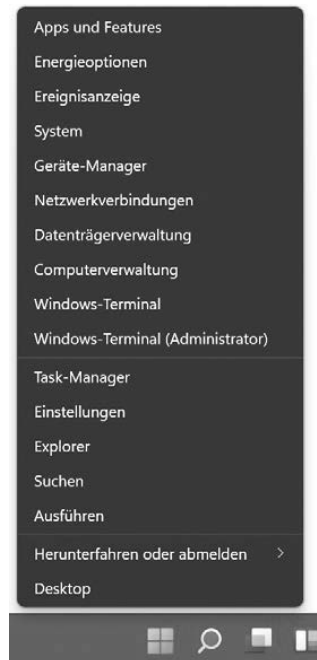 Apps und Features
Energieoptionen
Ereignisanzeige
System
Geräte-Manager
Netzwerkverbindungen
Datenträgerverwaltung
Computerverwaltung
Windows-Terminal
Windows-Terminal (Administrator)
Task-Manager
Einstellungen
Explorer
Suchen
Ausführen
Herunterfahren oder abmelden
Desktop